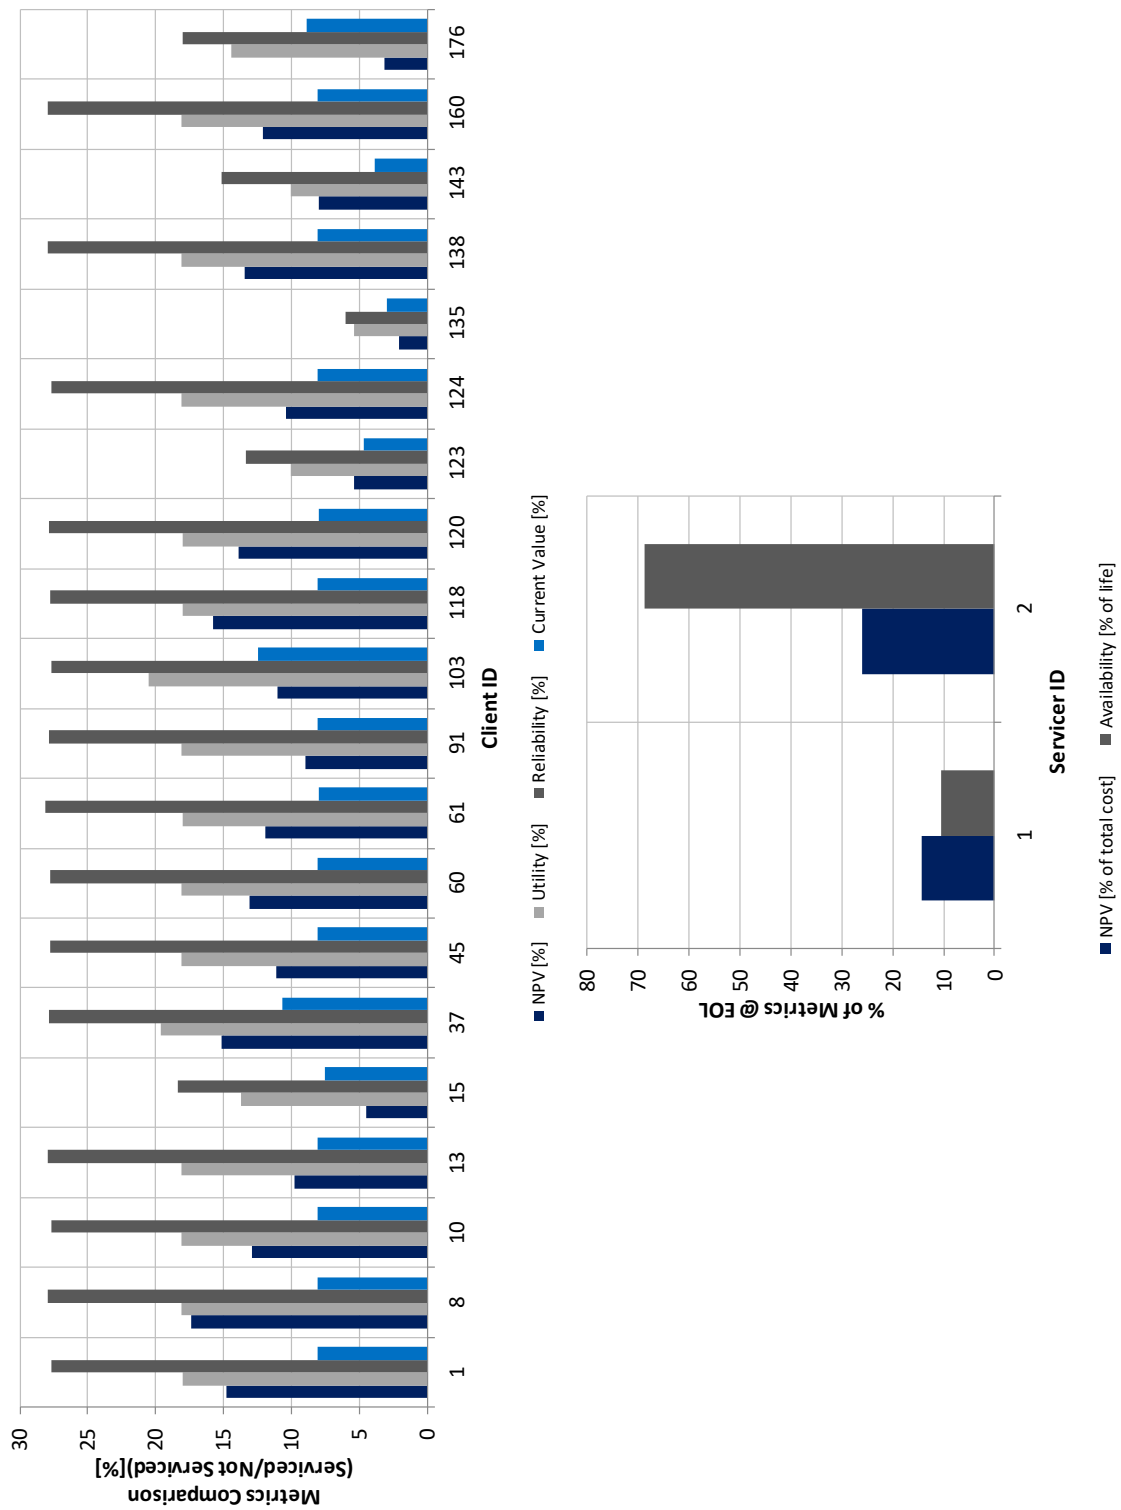 30
25
20
15
10
5
0
Metrics Comparison
(Serviced/Not Serviced)[%]
1 8 10 13 15 37 45 60 61 91 103 118 120 123 124 135 138 143 160 176
Client ID
NPV [%] Utility [%] Reliability [%] Current Value [%]
80
70
60
50
40
30
20
10
0
% of Metrics @ EOL
1 2
Servicer ID
NPV [% of total cost] Availability [% of life]